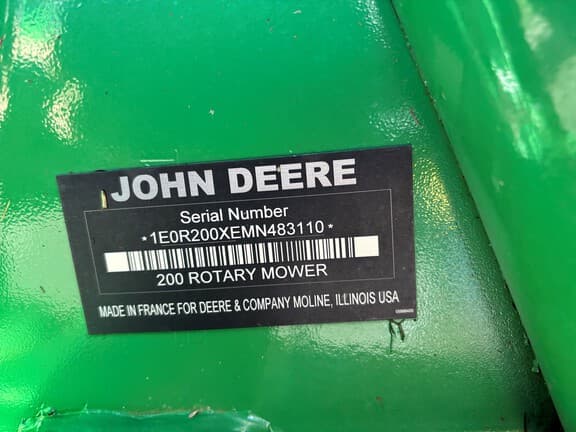 JOHN DEERE
Serial Number
*1E0R200XEMN483110*
200 ROTARY MOWER
MADE IN FRANCE FOR DEERE & COMPANY MOLINE, ILLINOIS USA